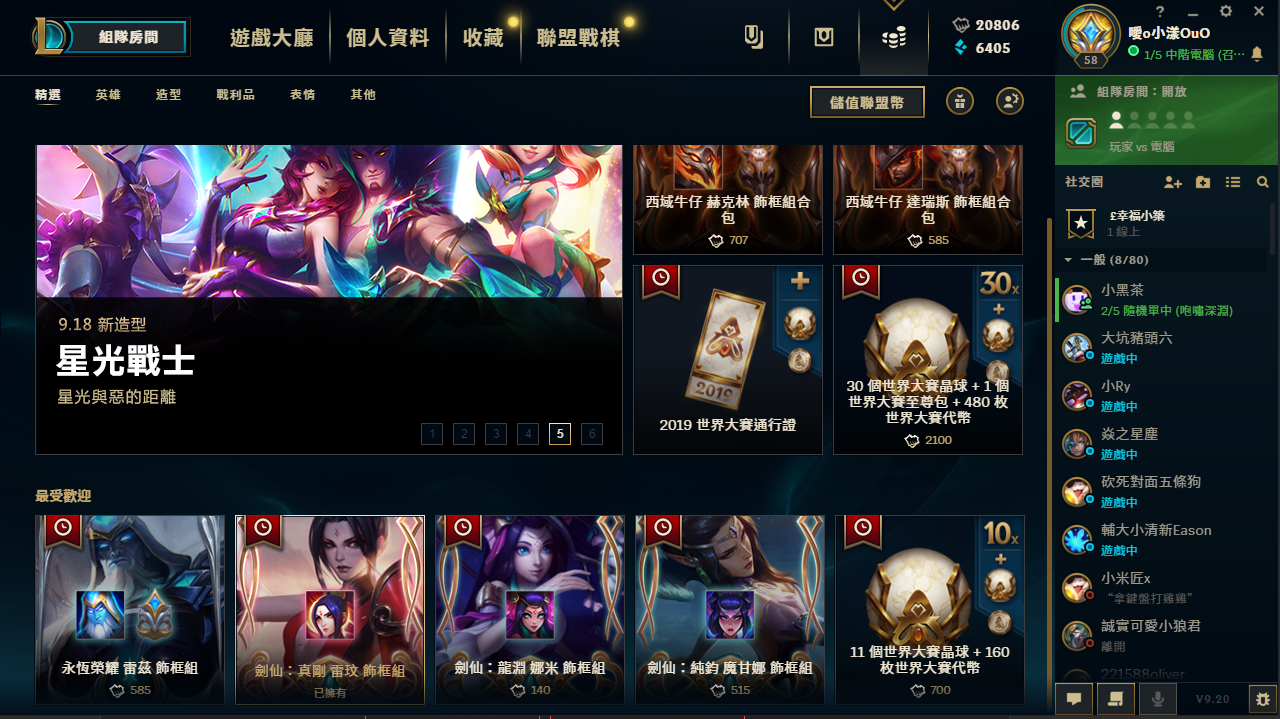 組隊房間
遊戲大廳
個人資料
收藏
聯盟戰棋
20806
6405
58
噯o小漾OuO
1/5 中階電腦 (召…
精選
英雄
造型
戰利品
表情
其他
儲值聯盟幣
組隊房間：開放
玩家 vs 電腦
社交圈
£幸福小築
1 線上
一般 (8/80)
小黑茶
2/5 隨機單中 (咆嘯深淵)
大坑豬頭六
遊戲中
小Ry
遊戲中
焱之星塵
遊戲中
砍死對面五條狗
遊戲中
輔大小清新Eason
遊戲中
小米匠x
“拿鍵盤打雞雞”
誠實可愛小狼君
離開
221588oliver
V9.20
9.18 新造型
星光戰士
星光與惡的距離
1
2
3
4
5
6
西域牛仔 赫克林 飾框組合
包
707
西域牛仔 達瑞斯 飾框組合
包
585
2019
2019 世界大賽通行證
30x
30 個世界大賽晶球 + 1 個
世界大賽至尊包 + 480 枚
世界大賽代幣
2100
最受歡迎
永恆榮耀 雷茲 飾框組
585
劍仙：真剛 雷玟 飾框組
已擁有
劍仙：龍淵 娜米 飾框組
140
劍仙：純鈞 魔甘娜 飾框組
515
10x
11 個世界大賽晶球 + 160
枚世界大賽代幣
700